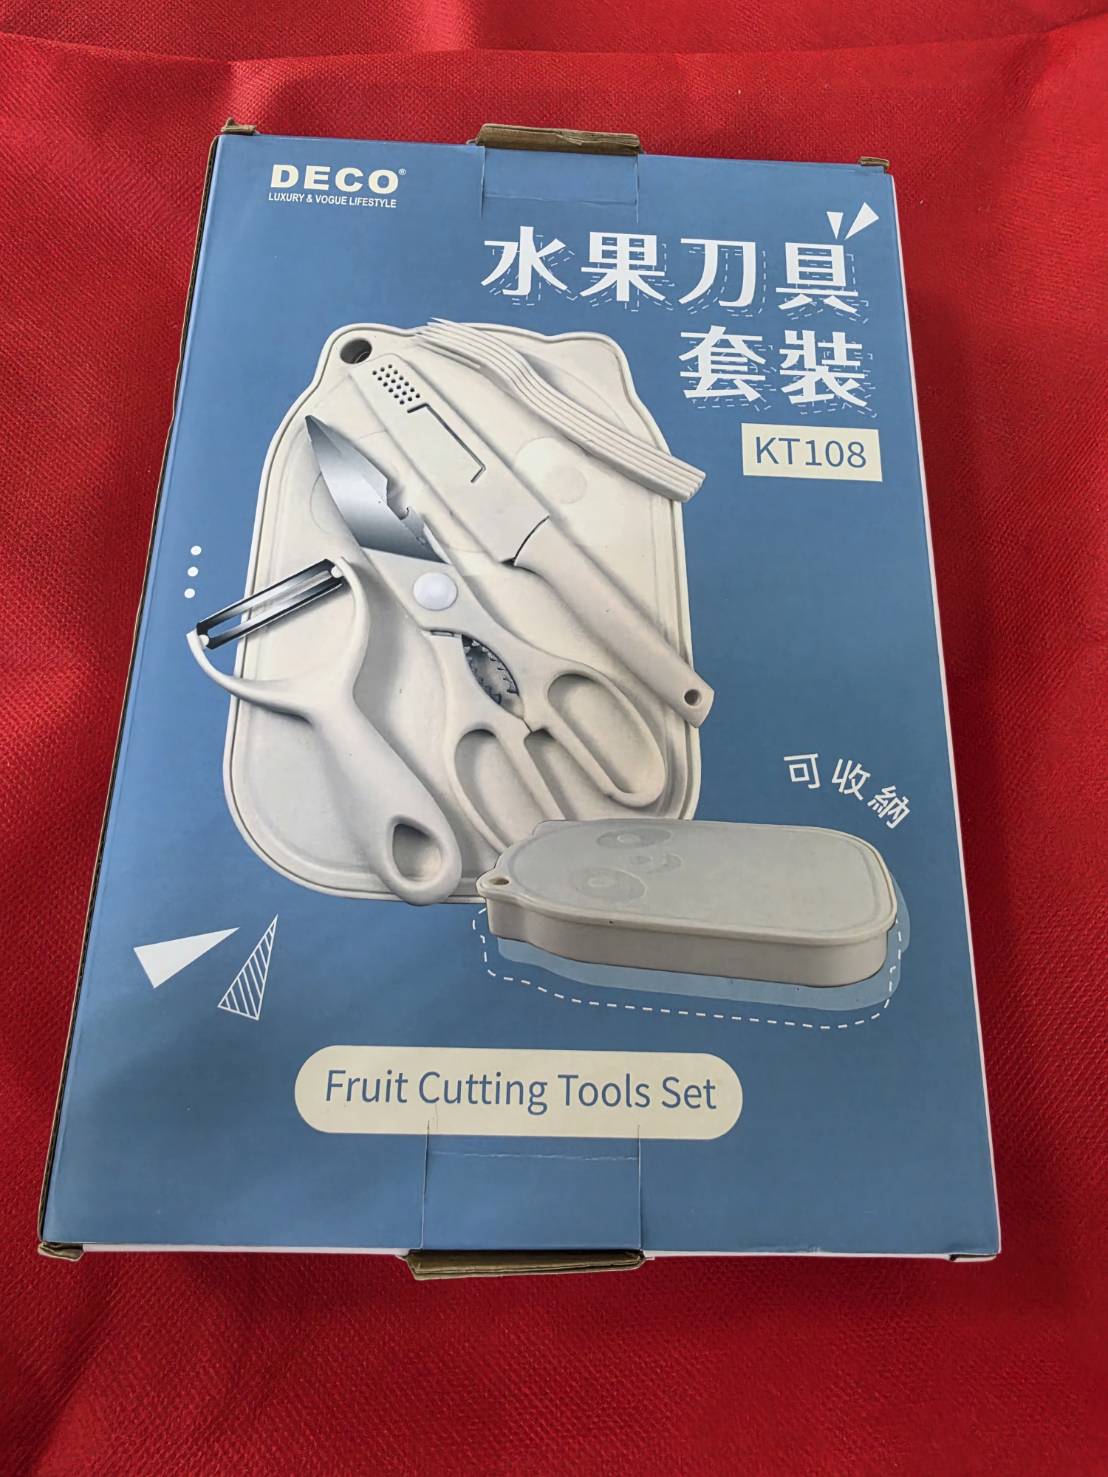 DECO®
LUXURY & VOGUE LIFESTYLE
水果刀具
套裝
KT108
可收納
Fruit Cutting Tools Set